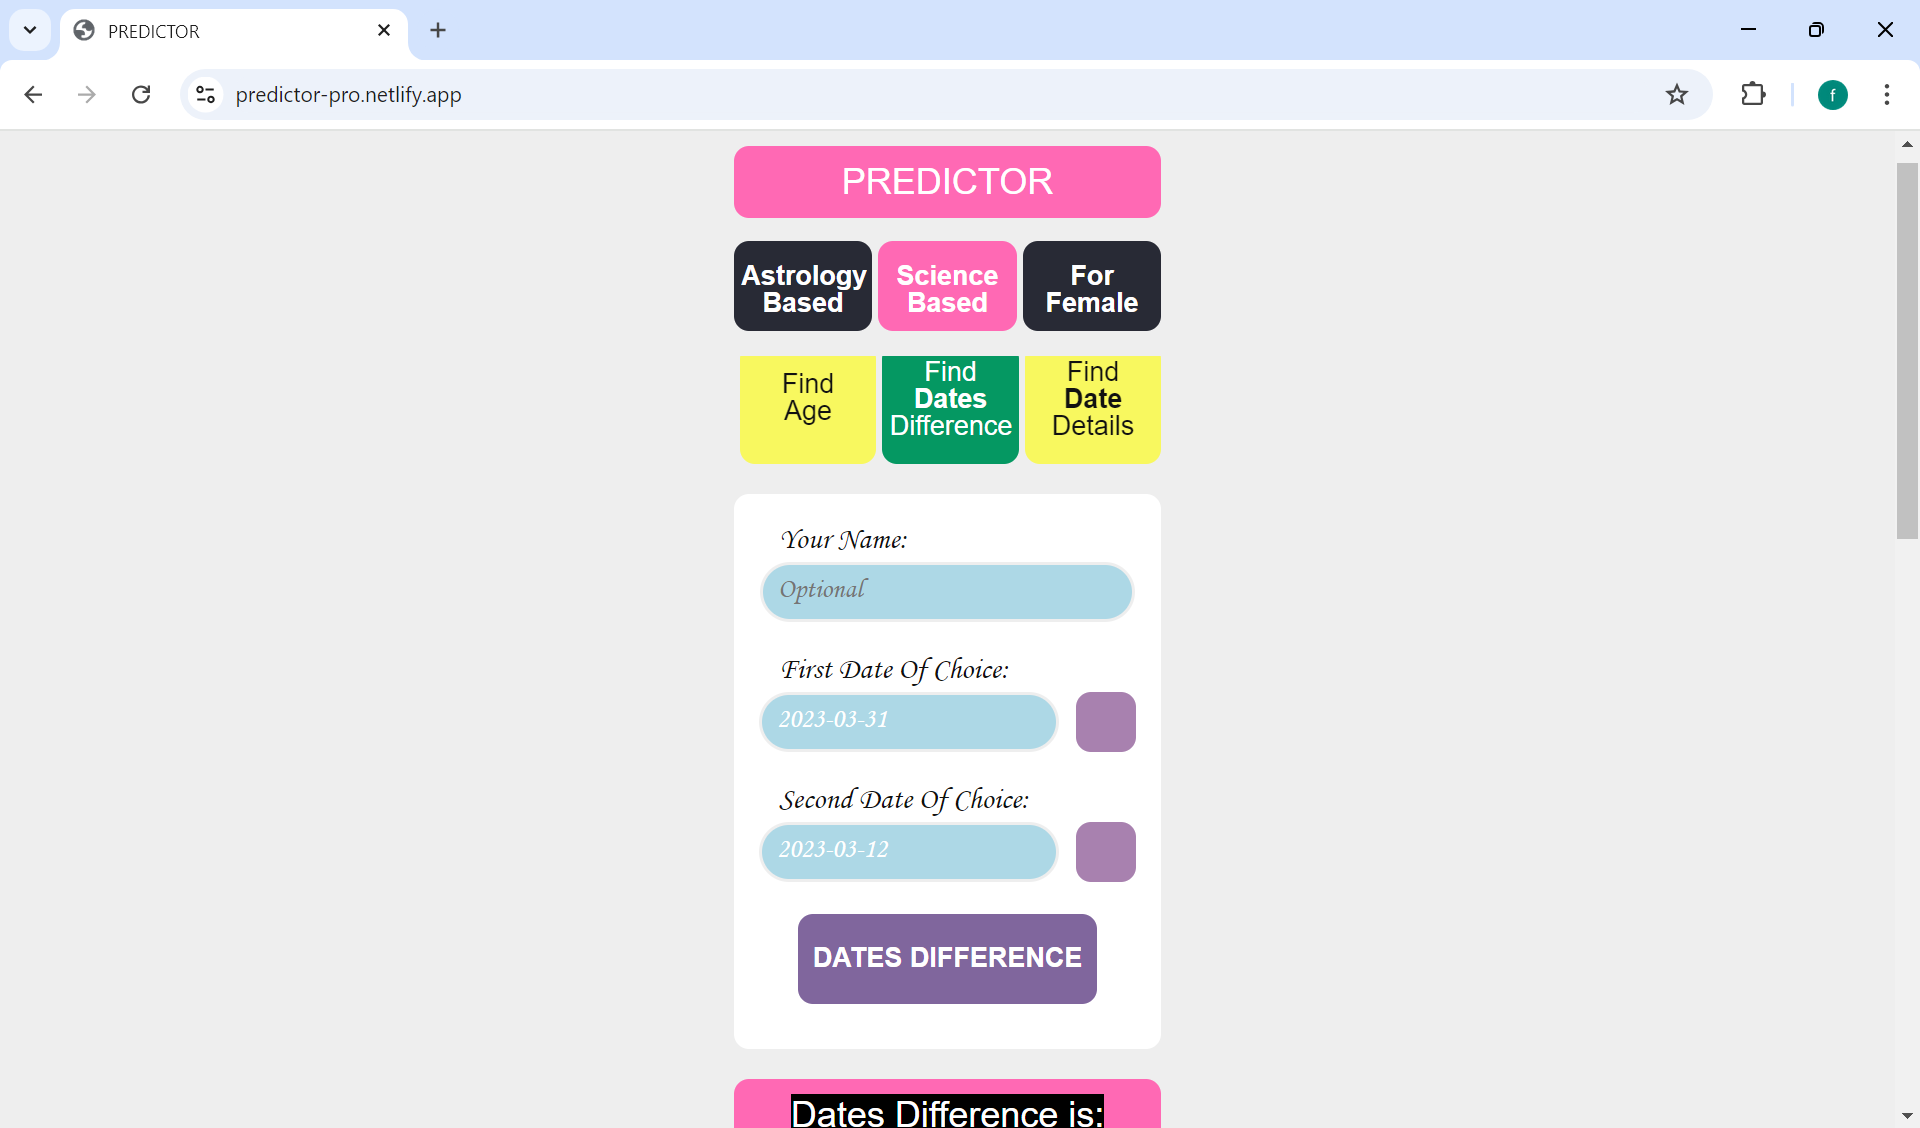 PREDICTOR
predictor-pro.netlify.app
f
PREDICTOR
Astrology
Based
Science
Based
For
Female
Find
Age
Find
Dates
Difference
Find
Date
Details
Your Name:
Optional
First Date Of Choice:
2023-03-31
Second Date Of Choice:
2023-03-12
DATES DIFFERENCE
Dates Difference is: